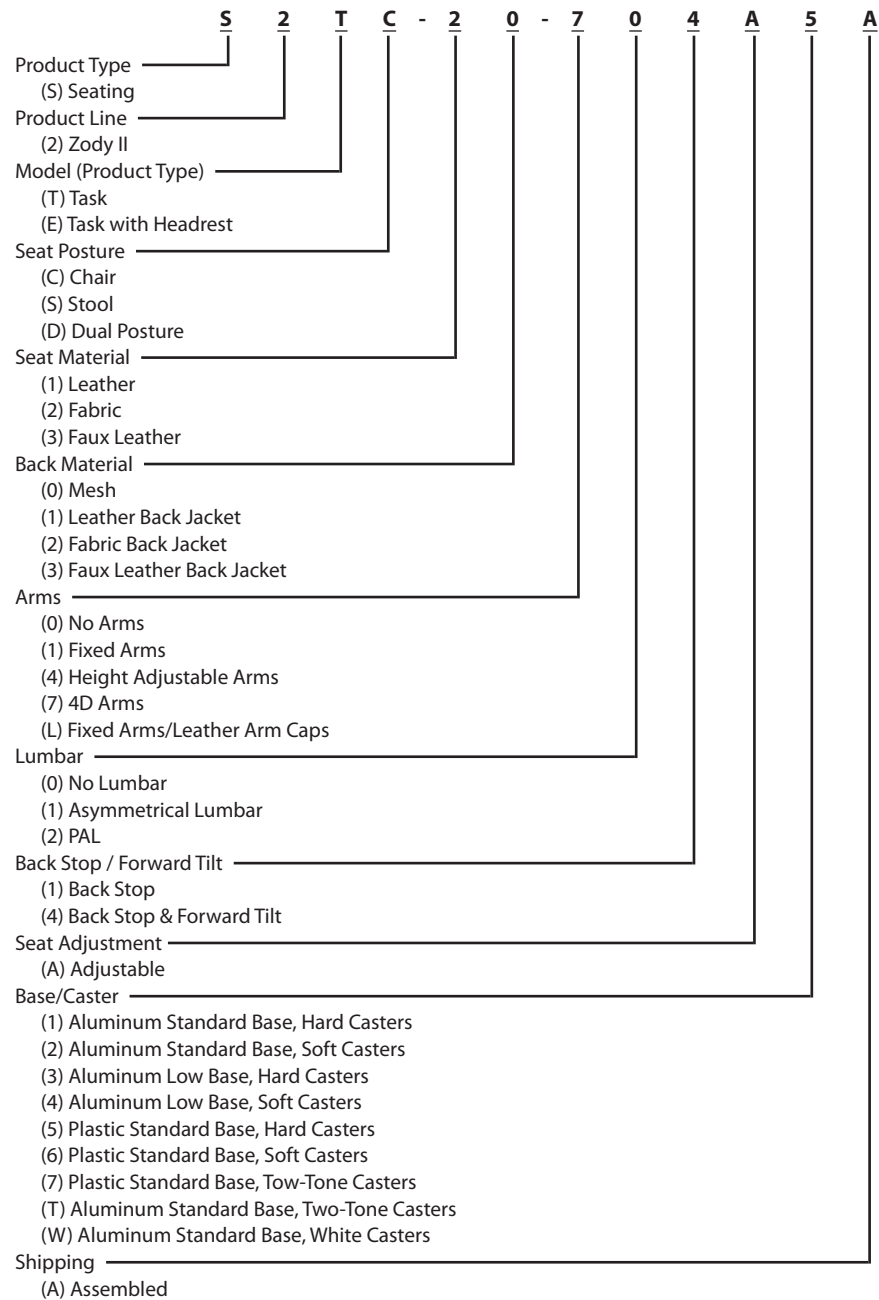 S 2 T C - 2 0 - 7 0 4 A 5 A
Product Type
(S) Seating
Product Line
(2) Zody II
Model (Product Type)
(T) Task
(E) Task with Headrest
Seat Posture
(C) Chair
(S) Stool
(D) Dual Posture
Seat Material
(1) Leather
(2) Fabric
(3) Faux Leather
Back Material
(0) Mesh
(1) Leather Back Jacket
(2) Fabric Back Jacket
(3) Faux Leather Back Jacket
Arms
(0) No Arms
(1) Fixed Arms
(4) Height Adjustable Arms
(7) 4D Arms
(L) Fixed Arms/Leather Arm Caps
Lumbar
(0) No Lumbar
(1) Asymmetrical Lumbar
(2) PAL
Back Stop / Forward Tilt
(1) Back Stop
(4) Back Stop & Forward Tilt
Seat Adjustment
(A) Adjustable
Base/Caster
(1) Aluminum Standard Base, Hard Casters
(2) Aluminum Standard Base, Soft Casters
(3) Aluminum Low Base, Hard Casters
(4) Aluminum Low Base, Soft Casters
(5) Plastic Standard Base, Hard Casters
(6) Plastic Standard Base, Soft Casters
(7) Plastic Standard Base, Tow-Tone Casters
(T) Aluminum Standard Base, Two-Tone Casters
(W) Aluminum Standard Base, White Casters
Shipping
(A) Assembled